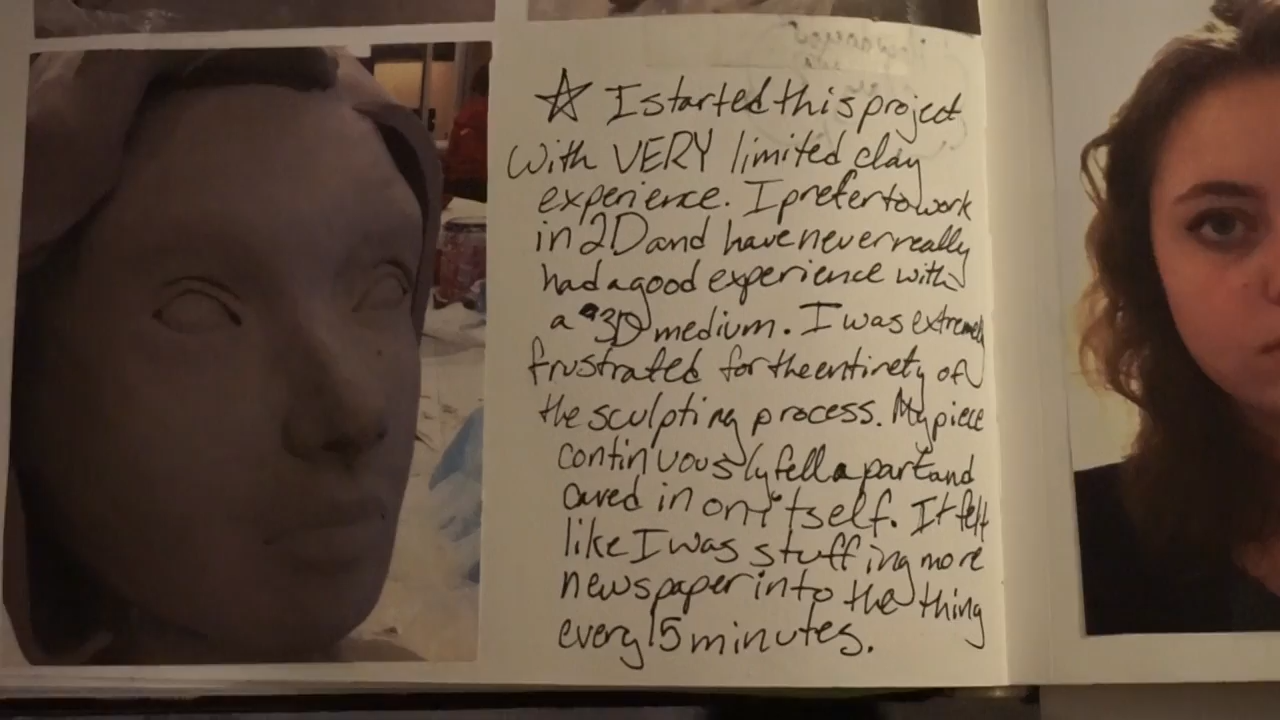 ☆ I started this project
with VERY limited clay
experience. I prefer to work
in 2D and have never really
had a good experience with
a 3D medium. I was extremely
frustrated for the entirety of
the sculpting process. My piece
continuously fell apart and
caved in on itself. It felt
like I was stuffing more
newspaper into the thing
every 15 minutes.